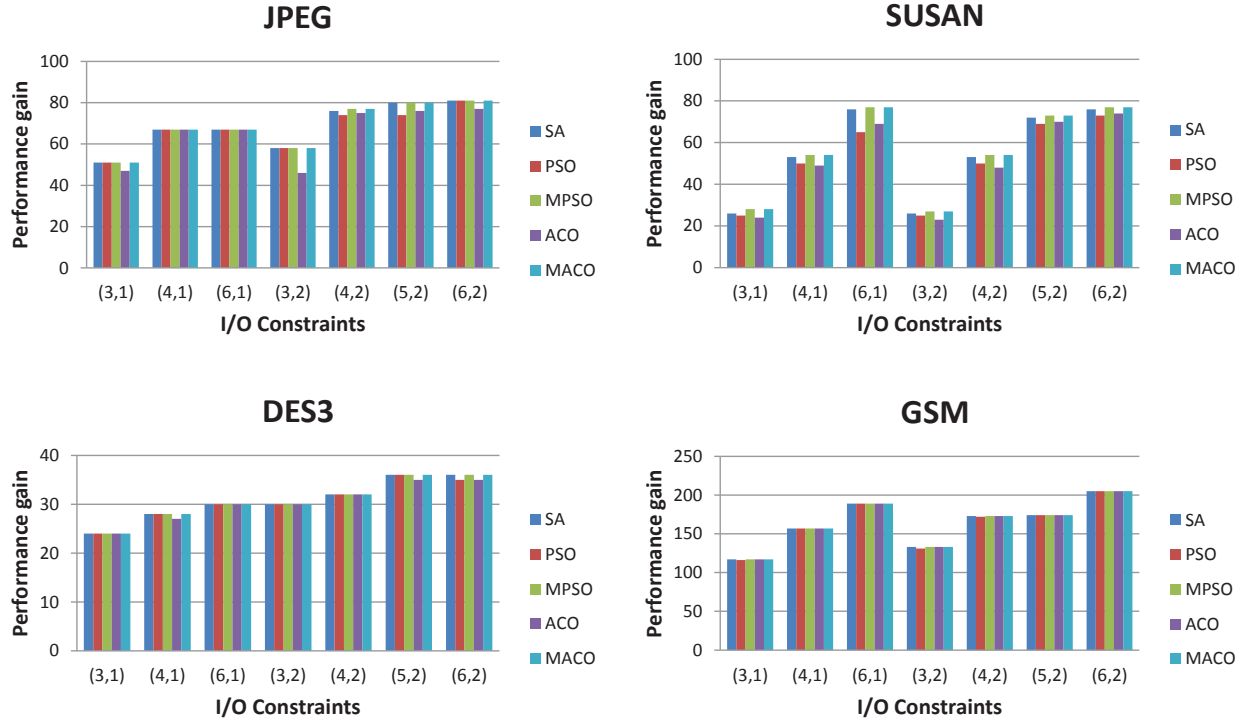 JPEG
Performance gain
100
80
60
40
20
0
(3,1) (4,1) (6,1) (3,2) (4,2) (5,2) (6,2)
I/O Constraints
SA
PSO
MPSO
ACO
MACO
SUSAN
Performance gain
100
80
60
40
20
0
(3,1) (4,1) (6,1) (3,2) (4,2) (5,2) (6,2)
I/O Constraints
SA
PSO
MPSO
ACO
MACO
DES3
Performance gain
40
30
20
10
0
(3,1) (4,1) (6,1) (3,2) (4,2) (5,2) (6,2)
I/O Constraints
SA
PSO
MPSO
ACO
MACO
GSM
Performance gain
250
200
150
100
50
0
(3,1) (4,1) (6,1) (3,2) (4,2) (5,2) (6,2)
I/O Constraints
SA
PSO
MPSO
ACO
MACO